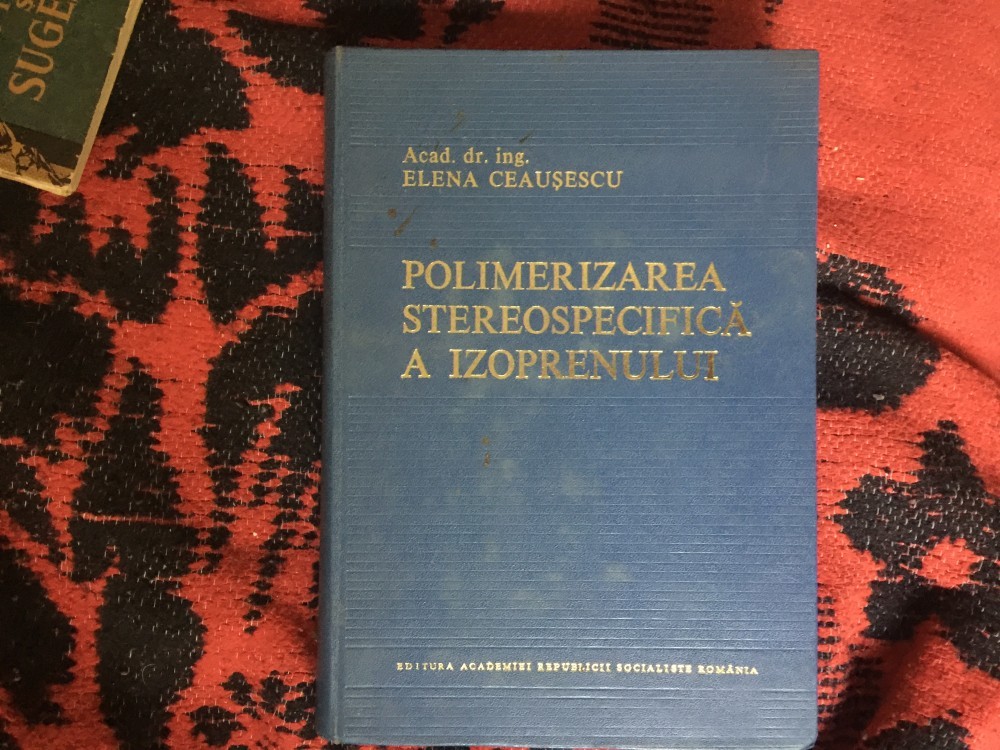 SUGE
Acad. dr. ing.
ELENA CEAUȘESCU
POLIMERIZAREA
STEREOSPECIFICĂ
A IZOPRENULUI
EDITURA ACADEMIEI REPUBLICII SOCIALISTE ROMÂNIA